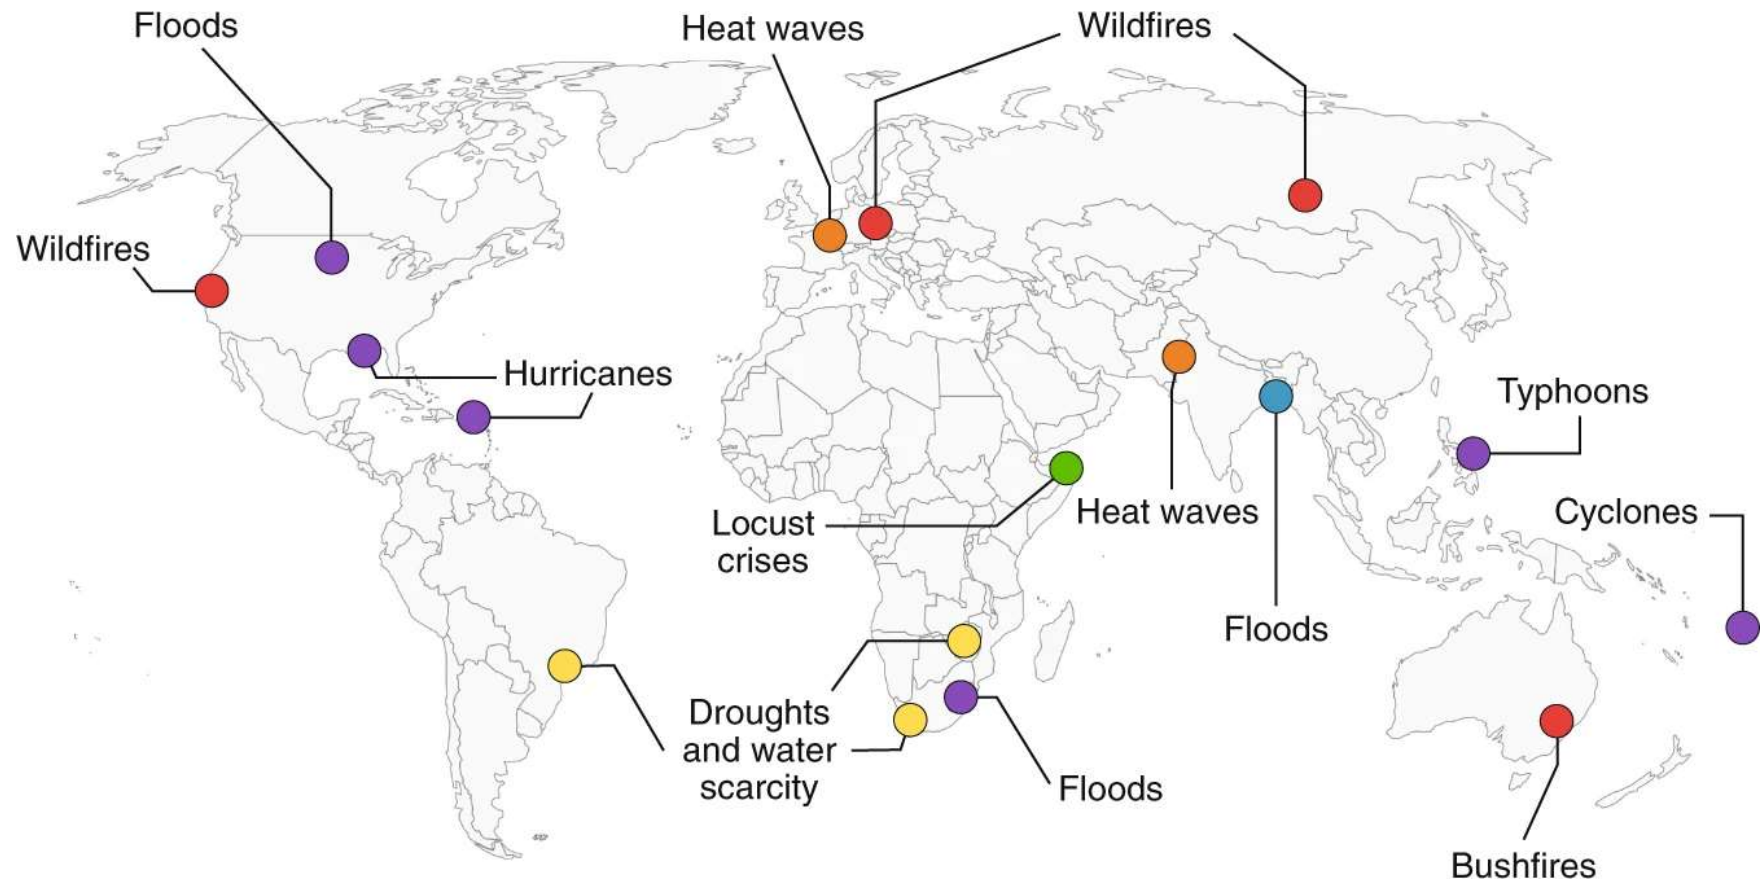 Floods
Heat waves
Wildfires
Wildfires
Hurricanes
Typhoons
Heat waves
Cyclones
Locust
crises
Floods
Droughts
and water
scarcity
Floods
Bushfires